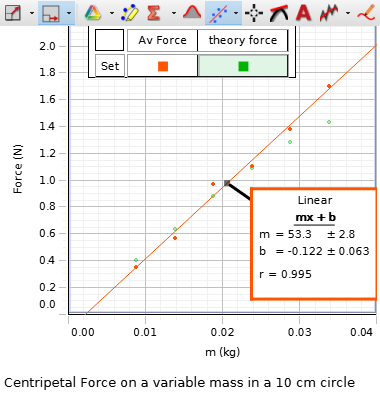 Av Force theory force
Set
2.0
1.8
1.6
1.4
1.2
1.0
0.8
0.6
0.4
0.2
0.0
Force (N)
Linear
mx + b
m = 53.3 ± 2.8
b = -0.122 ± 0.063
r = 0.995
0.00 0.01 0.02 0.03 0.04
m (kg)
Centripetal Force on a variable mass in a 10 cm circle